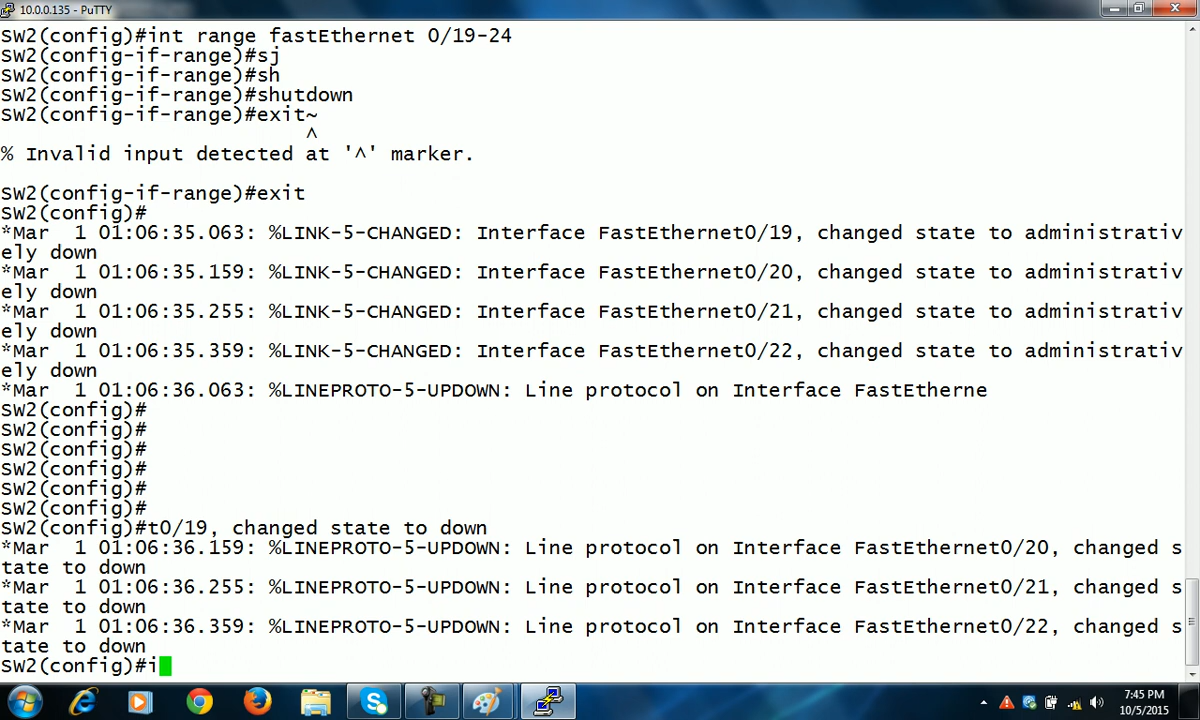 10.0.0.135 - PuTTY
SW2(config)#int range fastEthernet 0/19-24
SW2(config-if-range)#sj
SW2(config-if-range)#sh
SW2(config-if-range)#shutdown
SW2(config-if-range)#exit~
^
% Invalid input detected at '^' marker.
SW2(config-if-range)#exit
SW2(config)#
*Mar  1 01:06:35.063: %LINK-5-CHANGED: Interface FastEthernet0/19, changed state to administrativ
ely down
*Mar  1 01:06:35.159: %LINK-5-CHANGED: Interface FastEthernet0/20, changed state to administrativ
ely down
*Mar  1 01:06:35.255: %LINK-5-CHANGED: Interface FastEthernet0/21, changed state to administrativ
ely down
*Mar  1 01:06:35.359: %LINK-5-CHANGED: Interface FastEthernet0/22, changed state to administrativ
ely down
*Mar  1 01:06:36.063: %LINEPROTO-5-UPDOWN: Line protocol on Interface FastEtherne
SW2(config)#
SW2(config)#
SW2(config)#
SW2(config)#
SW2(config)#
SW2(config)#
SW2(config)#t0/19, changed state to down
*Mar  1 01:06:36.159: %LINEPROTO-5-UPDOWN: Line protocol on Interface FastEthernet0/20, changed s
tate to down
*Mar  1 01:06:36.255: %LINEPROTO-5-UPDOWN: Line protocol on Interface FastEthernet0/21, changed s
tate to down
*Mar  1 01:06:36.359: %LINEPROTO-5-UPDOWN: Line protocol on Interface FastEthernet0/22, changed s
tate to down
SW2(config)#i
7:45 PM
10/5/2015